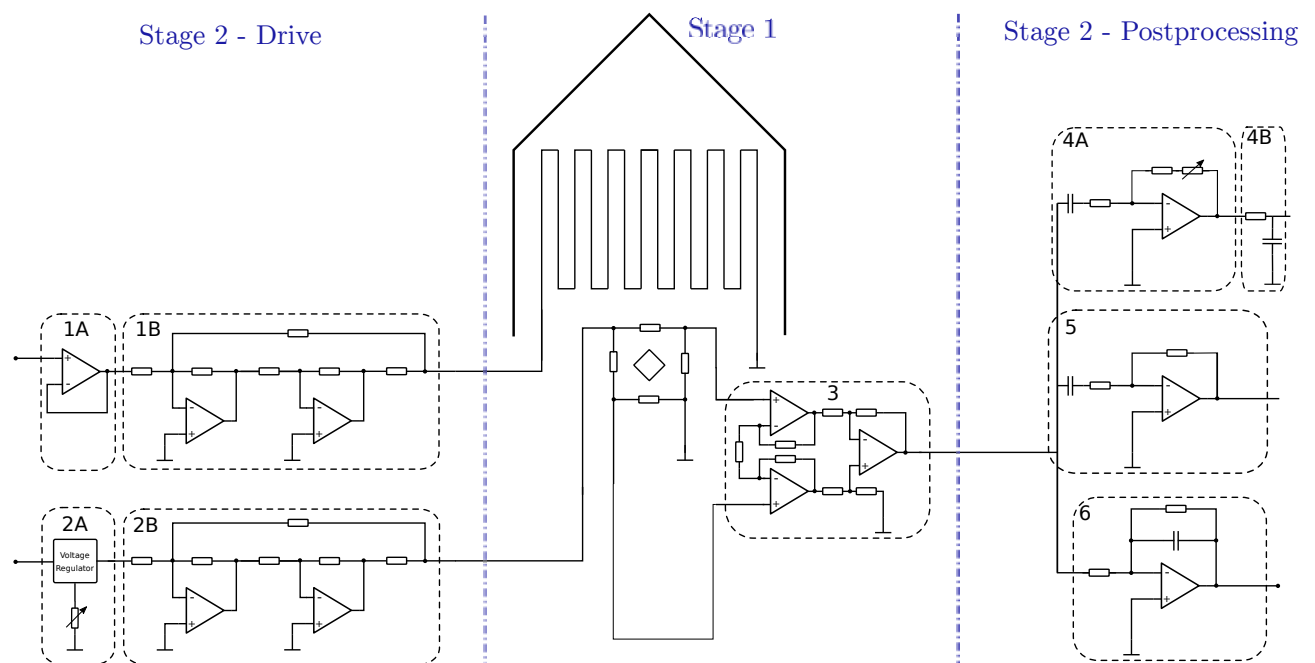 Stage 2 - Drive
Stage 1
Stage 2 - Postprocessing
4A
4B
1A
1B
5
3
2A
2B
6
Voltage
Regulator